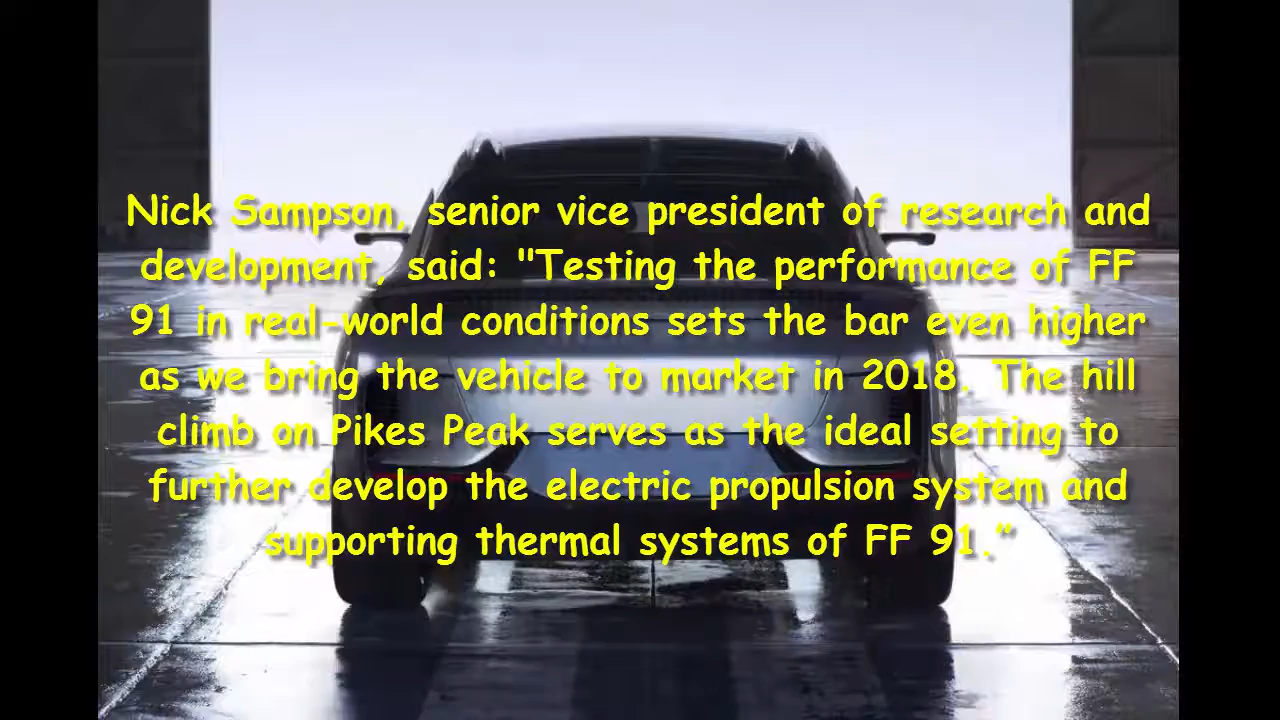 Nick Sampson, senior vice president of research and
development, said: "Testing the performance of FF
91 in real-world conditions sets the bar even higher
as we bring the vehicle to market in 2018. The hill
climb on Pikes Peak serves as the ideal setting to
further develop the electric propulsion system and
supporting thermal systems of FF 91.”